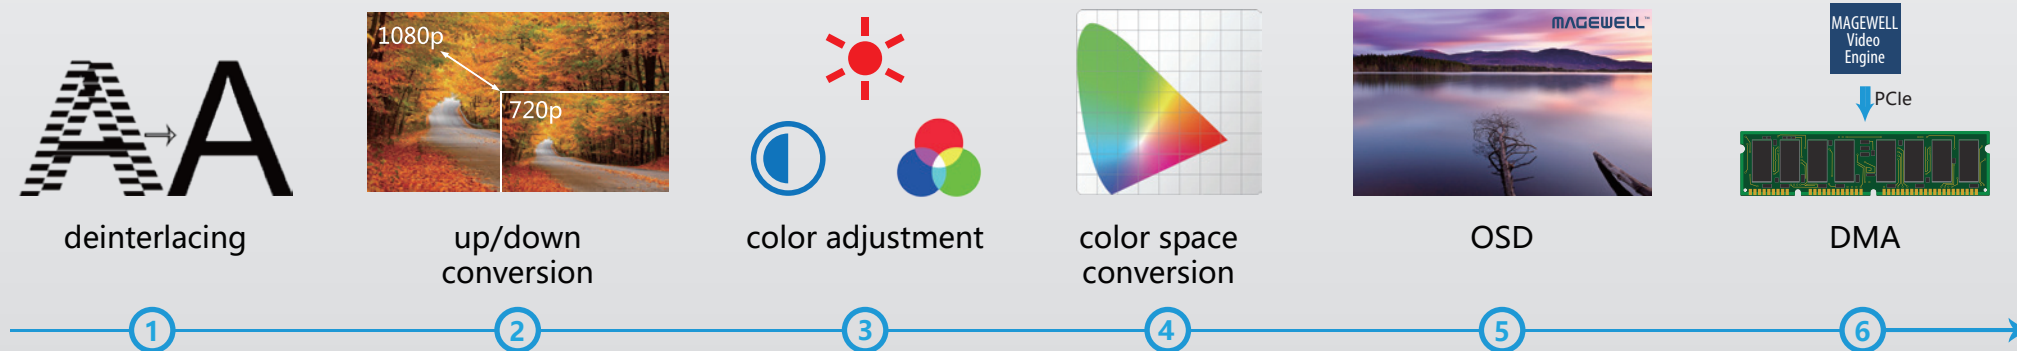 1080p
720p
MAGEWELL™
MAGEWELL
Video
Engine
PCIe
deinterlacing
up/down
conversion
color adjustment
color space
conversion
OSD
DMA
1
2
3
4
5
6